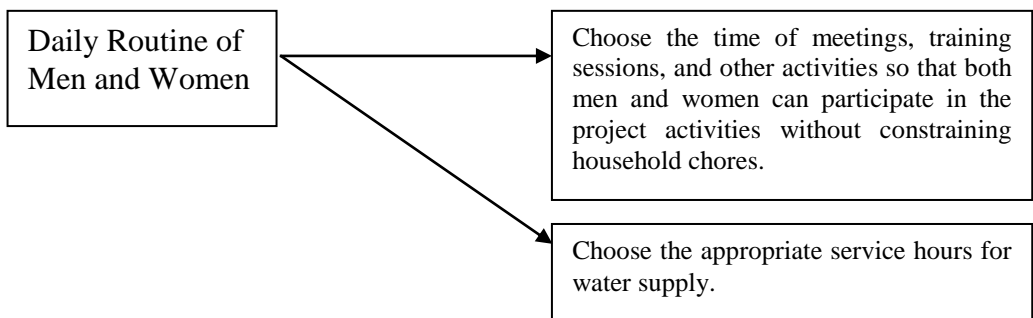 Daily Routine of
Men and Women
Choose the time of meetings, training
sessions, and other activities so that both
men and women can participate in the
project activities without constraining
household chores.
Choose the appropriate service hours for
water supply.